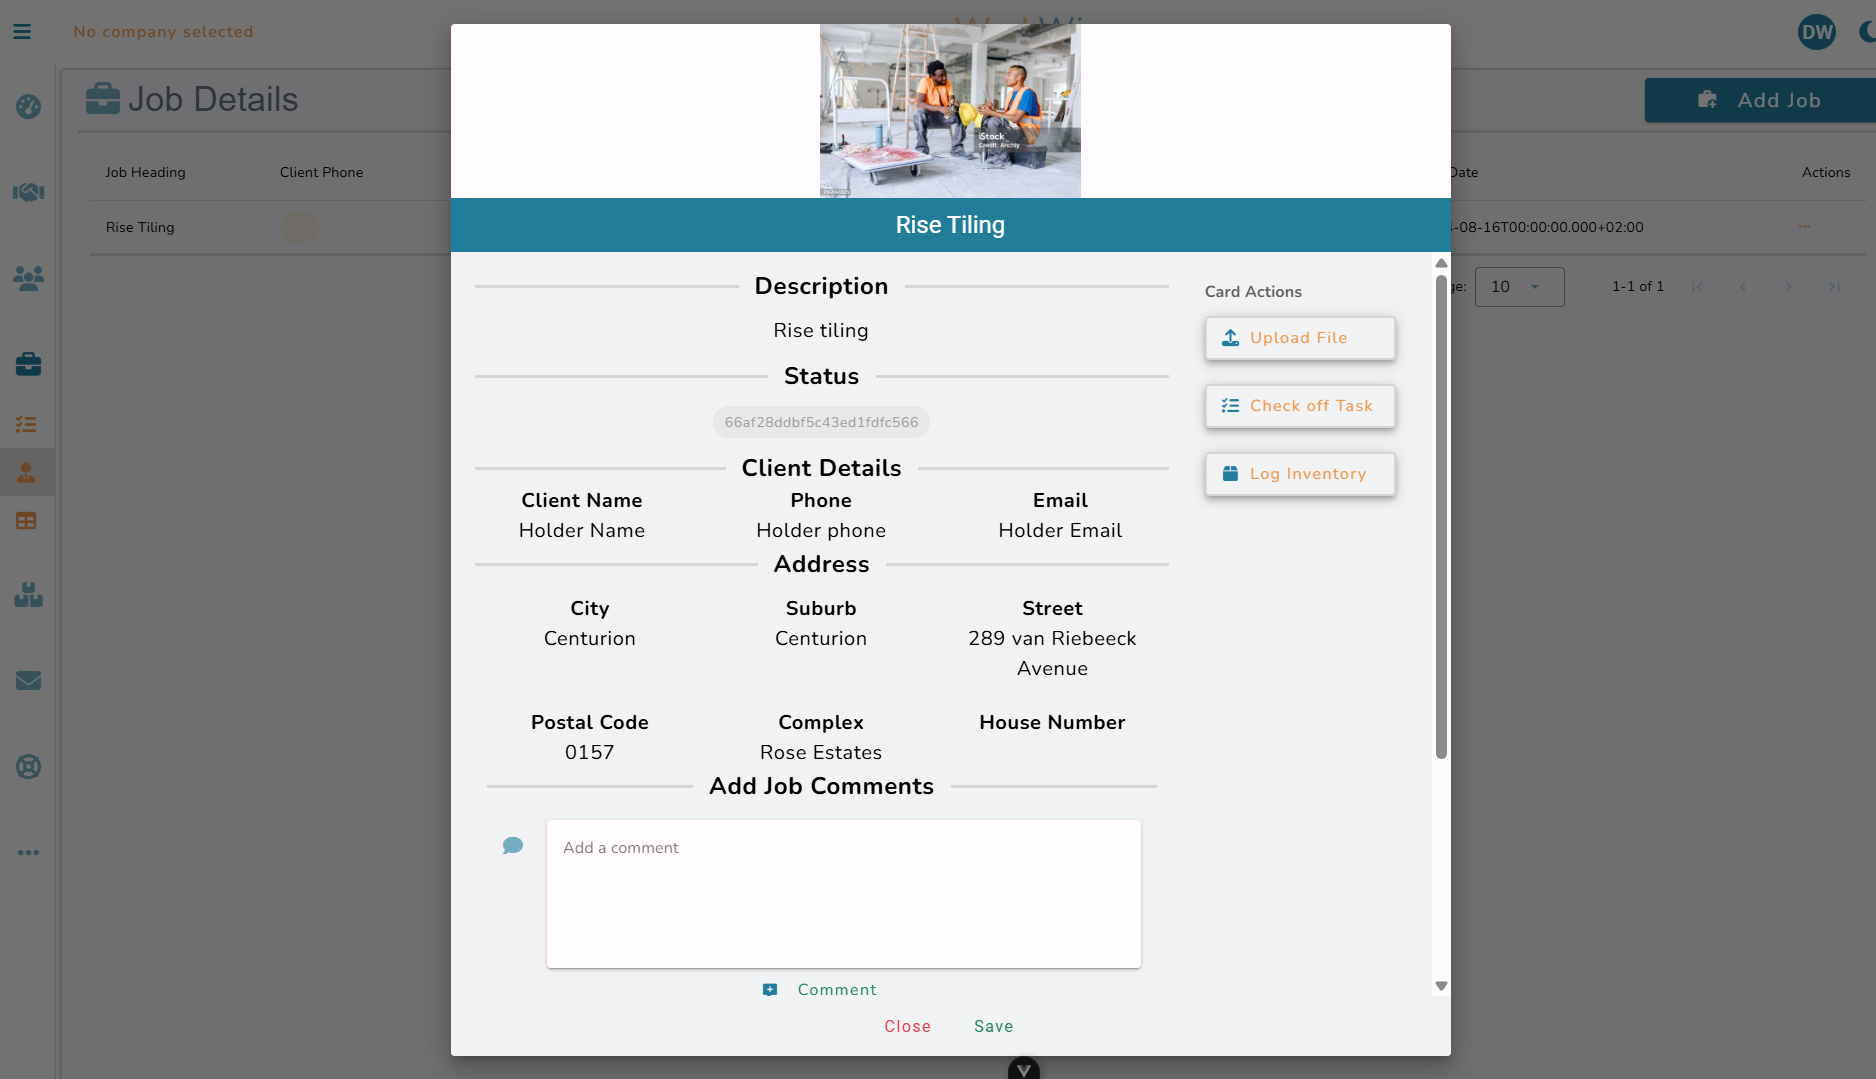 No company selected
DW
Job Details
Add Job
Job Heading
Client Phone
Date
Actions
Rise Tiling
-08-16T00:00:00.000+02:00
10
1-1 of 1
iStock
Credit: Anchiy
Rise Tiling
Description
Rise tiling
Status
66af28ddbf5c43ed1fdfc566
Client Details
Client Name
Phone
Email
Holder Name
Holder phone
Holder Email
Address
City
Suburb
Street
Centurion
Centurion
289 van Riebeeck
Avenue
Postal Code
Complex
House Number
0157
Rose Estates
Add Job Comments
Add a comment
Comment
Card Actions
Upload File
Check off Task
Log Inventory
Close
Save